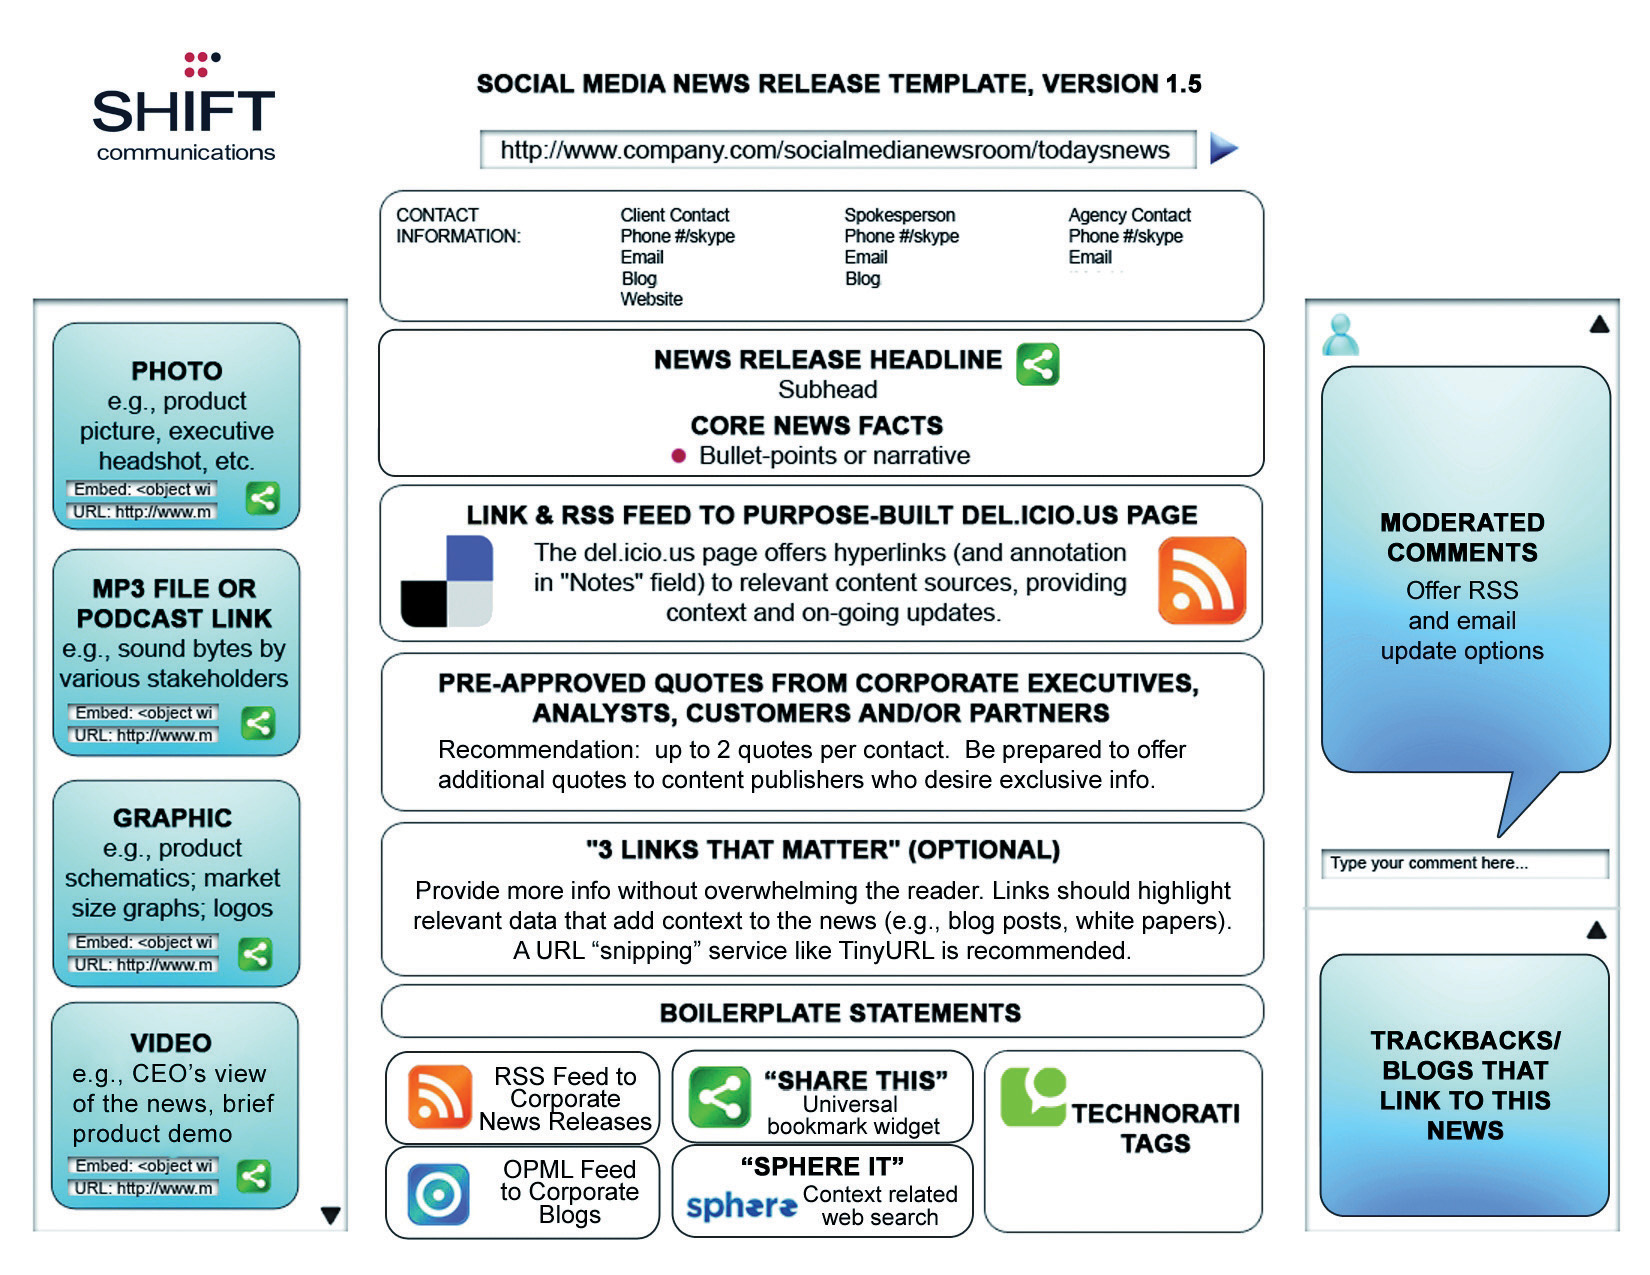 SHIFT
communications
SOCIAL MEDIA NEWS RELEASE TEMPLATE, VERSION 1.5
http://www.company.com/socialmedianewsroom/todaysnews
CONTACT
INFORMATION:
Client Contact
Phone #/skype
Email
Blog
Website
Spokesperson
Phone #/skype
Email
Blog
Agency Contact
Phone #/skype
Email
PHOTO
e.g., product
picture, executive
headshot, etc.
Embed: <object wi
URL: http://www.m
MP3 FILE OR
PODCAST LINK
e.g., sound bytes by
various stakeholders
Embed: <object wi
URL: http://www.m
GRAPHIC
e.g., product
schematics; market
size graphs; logos
Embed: <object wi
URL: http://www.m
VIDEO
e.g., CEO’s view
of the news, brief
product demo
Embed: <object wi
URL: http://www.m
NEWS RELEASE HEADLINE
Subhead
CORE NEWS FACTS
Bullet-points or narrative
LINK & RSS FEED TO PURPOSE-BUILT DEL.ICIO.US PAGE
The del.icio.us page offers hyperlinks (and annotation
in "Notes" field) to relevant content sources, providing
context and on-going updates.
PRE-APPROVED QUOTES FROM CORPORATE EXECUTIVES,
ANALYSTS, CUSTOMERS AND/OR PARTNERS
Recommendation:  up to 2 quotes per contact.  Be prepared to offer
additional quotes to content publishers who desire exclusive info.
"3 LINKS THAT MATTER" (OPTIONAL)
Provide more info without overwhelming the reader. Links should highlight
relevant data that add context to the news (e.g., blog posts, white papers).
A URL “snipping” service like TinyURL is recommended.
BOILERPLATE STATEMENTS
RSS Feed to
Corporate
News Releases
OPML Feed
to Corporate
Blogs
“SHARE THIS”
Universal
bookmark widget
“SPHERE IT”
sphere
Context related
web search
TECHNORATI
TAGS
MODERATED
COMMENTS
Offer RSS
and email
update options
Type your comment here...
TRACKBACKS/
BLOGS THAT
LINK TO THIS
NEWS